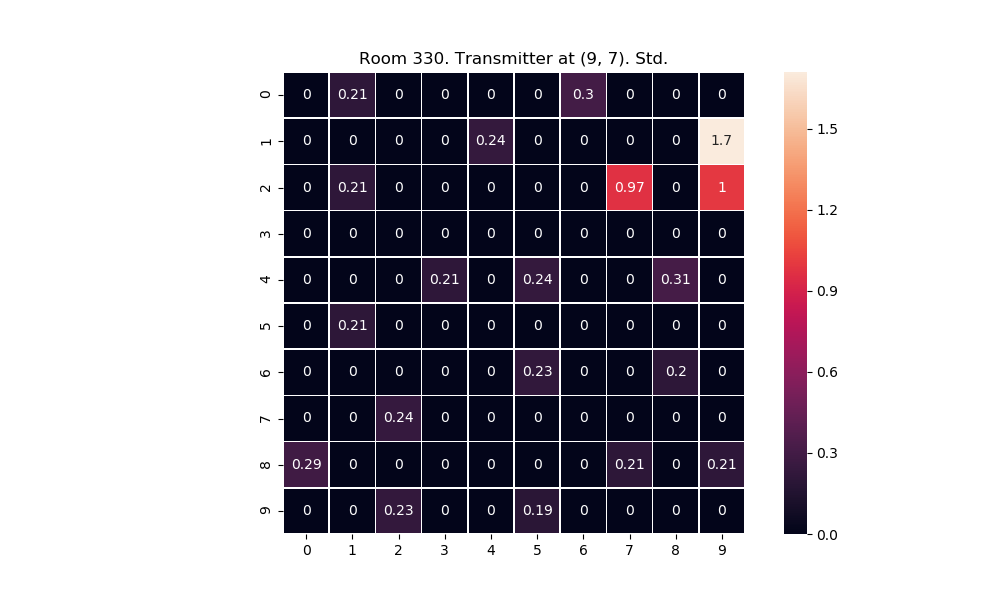 Room 330. Transmitter at (9, 7). Std.
0 0 0.21 0 0 0 0 0.3 0 0 0
1 0 0 0 0 0.24 0 0 0 0 1.7
2 0 0.21 0 0 0 0 0 0.97 0 1
3 0 0 0 0 0 0 0 0 0 0
4 0 0 0 0.21 0 0.24 0 0 0.31 0
5 0 0.21 0 0 0 0 0 0 0 0
6 0 0 0 0 0 0.23 0 0 0.2 0
7 0 0 0.24 0 0 0 0 0 0 0
8 0.29 0 0 0 0 0 0 0.21 0 0.21
9 0 0 0.23 0 0 0.19 0 0 0 0
0 1 2 3 4 5 6 7 8 9
1.5
1.2
0.9
0.6
0.3
0.0